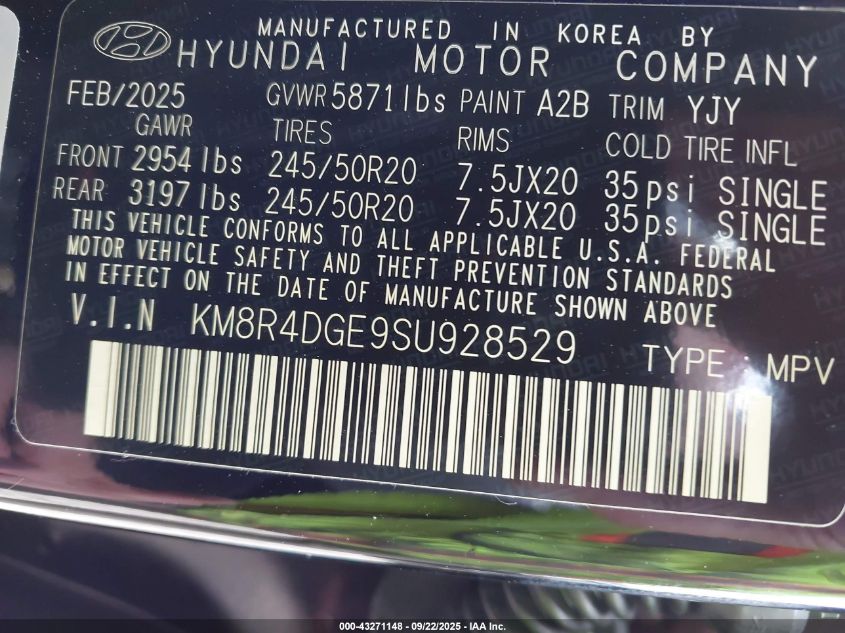 MANUFACTURED IN KOREA BY
HYUNDAI MOTOR COMPANY
FEB/2025 GVWR 5871lbs PAINT A2B TRIM YJY
GAWR TIRES RIMS COLD TIRE INFL
FRONT 2954lbs 245/50R20 7.5JX20 35psi SINGLE
REAR 3197lbs 245/50R20 7.5JX20 35psi SINGLE
THIS VEHICLE CONFORMS TO ALL APPLICABLE U.S.A. FEDERAL
MOTOR VEHICLE SAFETY AND THEFT PREVENTION STANDARDS
IN EFFECT ON THE DATE OF MANUFACTURE SHOWN ABOVE
V.I.N KM8R4DGE9SU928529 TYPE : MPV
000-43271148 - 09/22/2025 - IAA Inc.